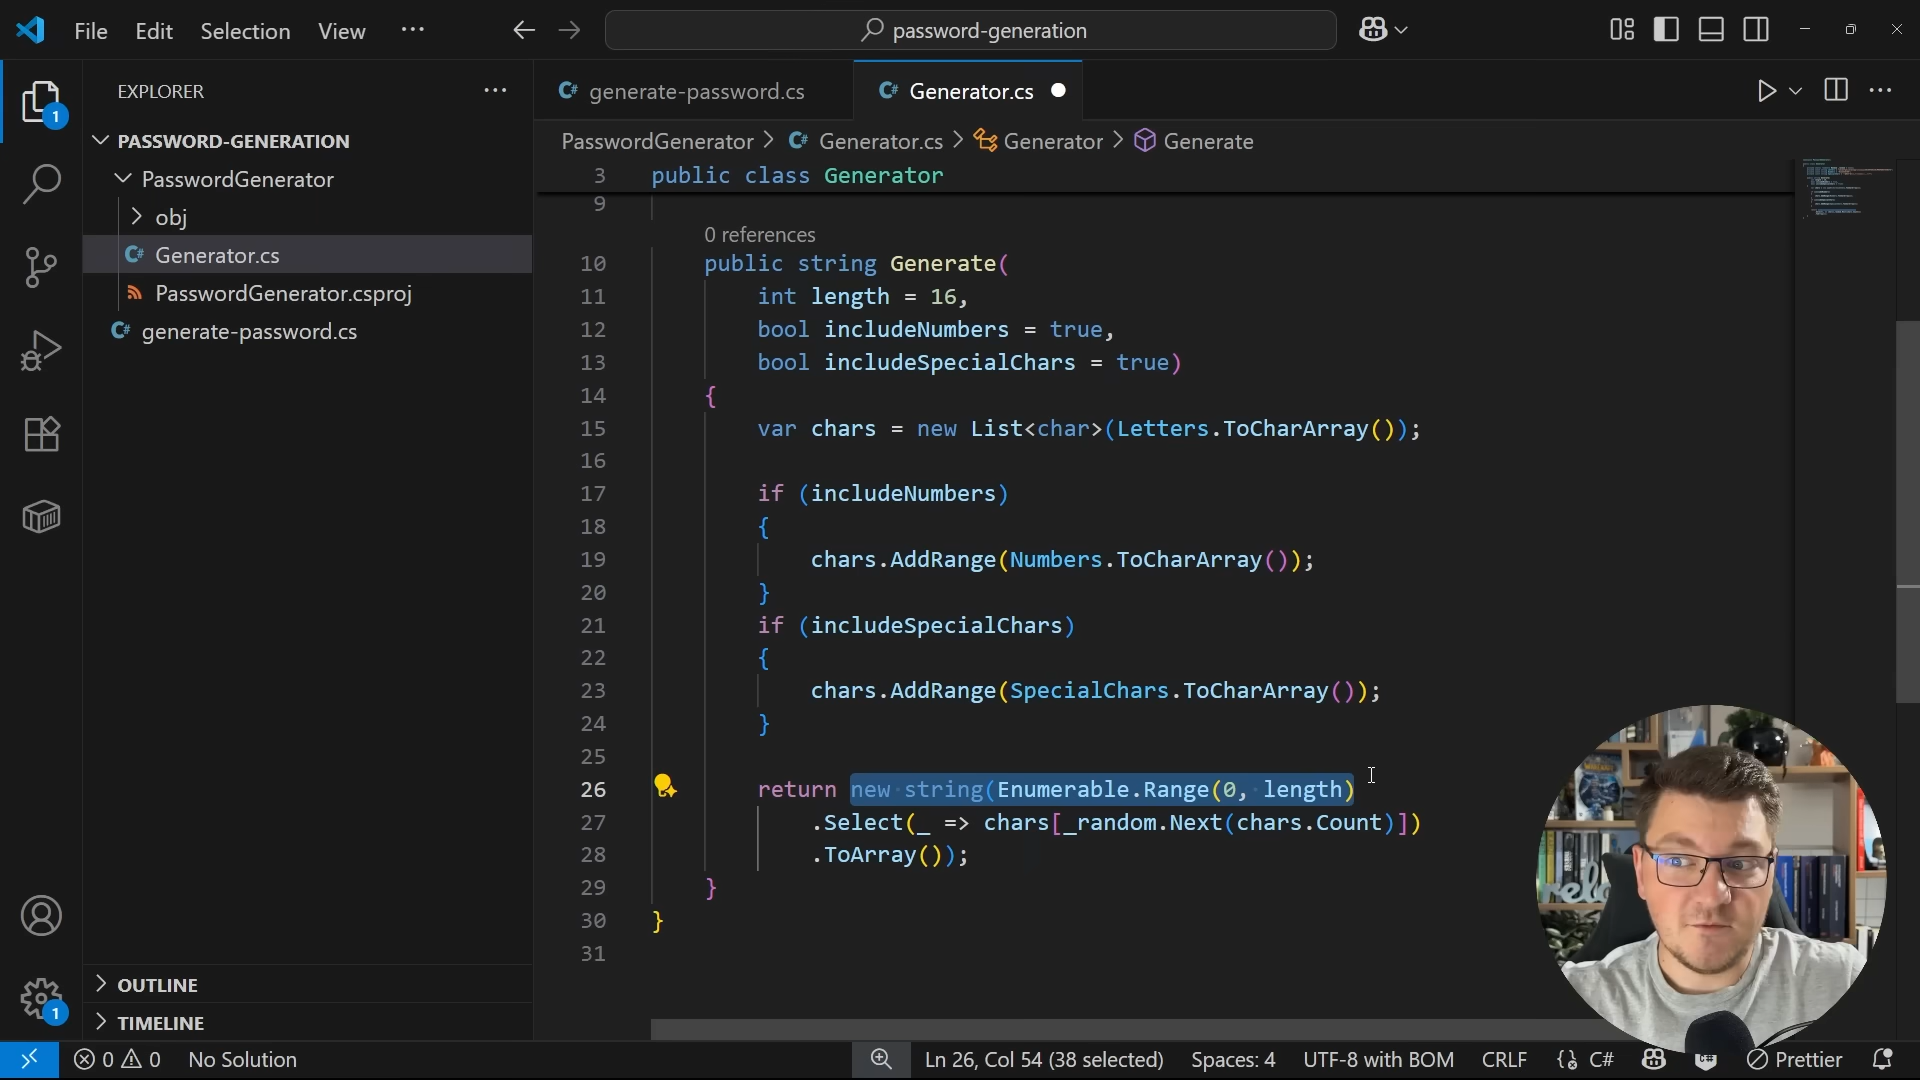 File Edit Selection View ···
password-generation
EXPLORER
1
PASSWORD-GENERATION
PasswordGenerator
obj
Generator.cs
PasswordGenerator.csproj
generate-password.cs
OUTLINE
TIMELINE
1
generate-password.cs
Generator.cs
PasswordGenerator > Generator.cs > Generator > Generate
3 public class Generator
9
0 references
10 public string Generate(
11 int length = 16,
12 bool includeNumbers = true,
13 bool includeSpecialChars = true)
14 {
15 var chars = new List<char>(Letters.ToCharArray());
16
17 if (includeNumbers)
18 {
19 chars.AddRange(Numbers.ToCharArray());
20 }
21 if (includeSpecialChars)
22 {
23 chars.AddRange(SpecialChars.ToCharArray());
24 }
25
26 return new string(Enumerable.Range(0, length)
27 .Select(_ => chars[_random.Next(chars.Count)])
28 .ToArray());
29 }
30 }
31
0 0 No Solution Ln 26, Col 54 (38 selected) Spaces: 4 UTF-8 with BOM CRLF {} C# Prettier